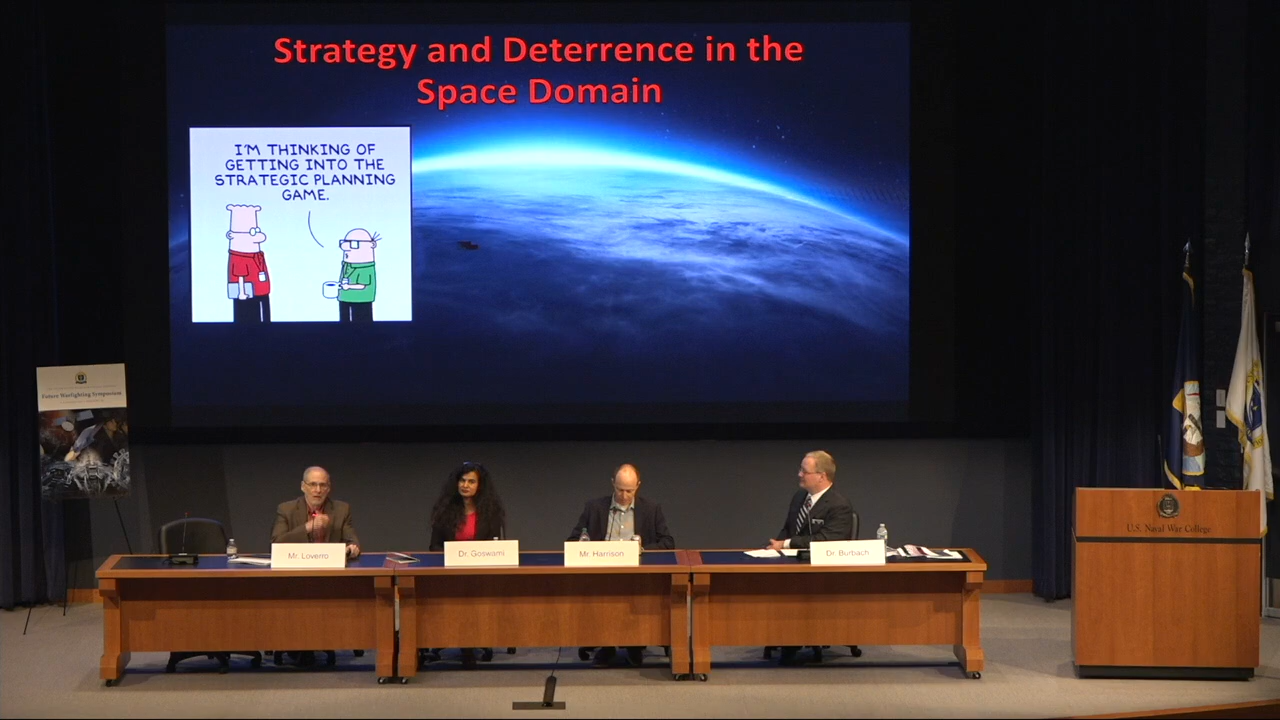 Strategy and Deterrence in the
Space Domain
I'M THINKING OF
GETTING INTO THE
STRATEGIC PLANNING
GAME.
Future Warfighting Symposium
Mr. Loverro
Dr. Goswami
Mr. Harrison
Dr. Burbach
U.S. Naval War College